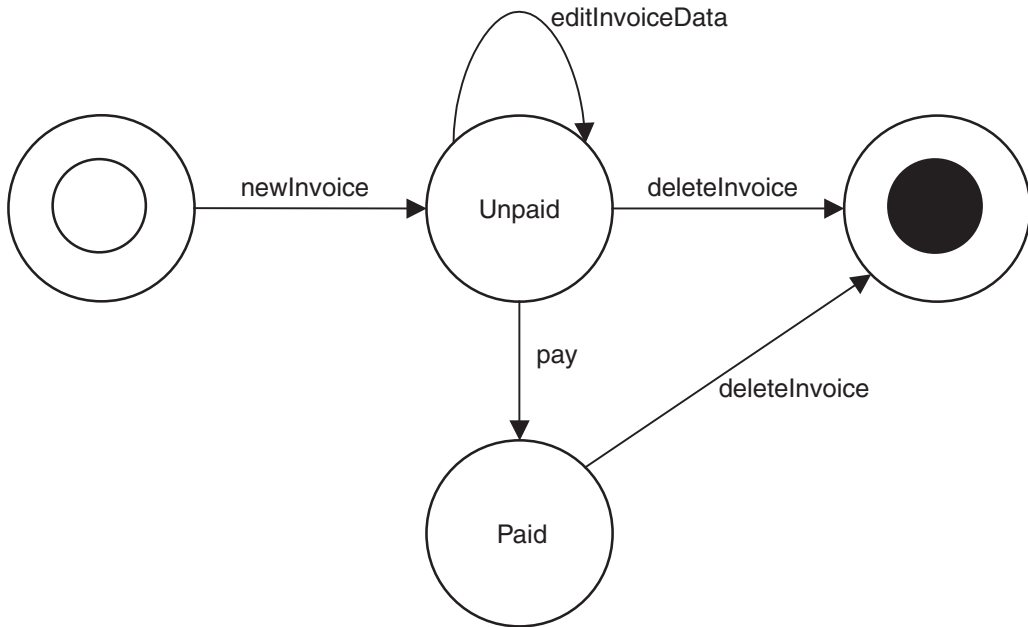 editInvoiceData
newInvoice
Unpaid
deleteInvoice
pay
deleteInvoice
Paid